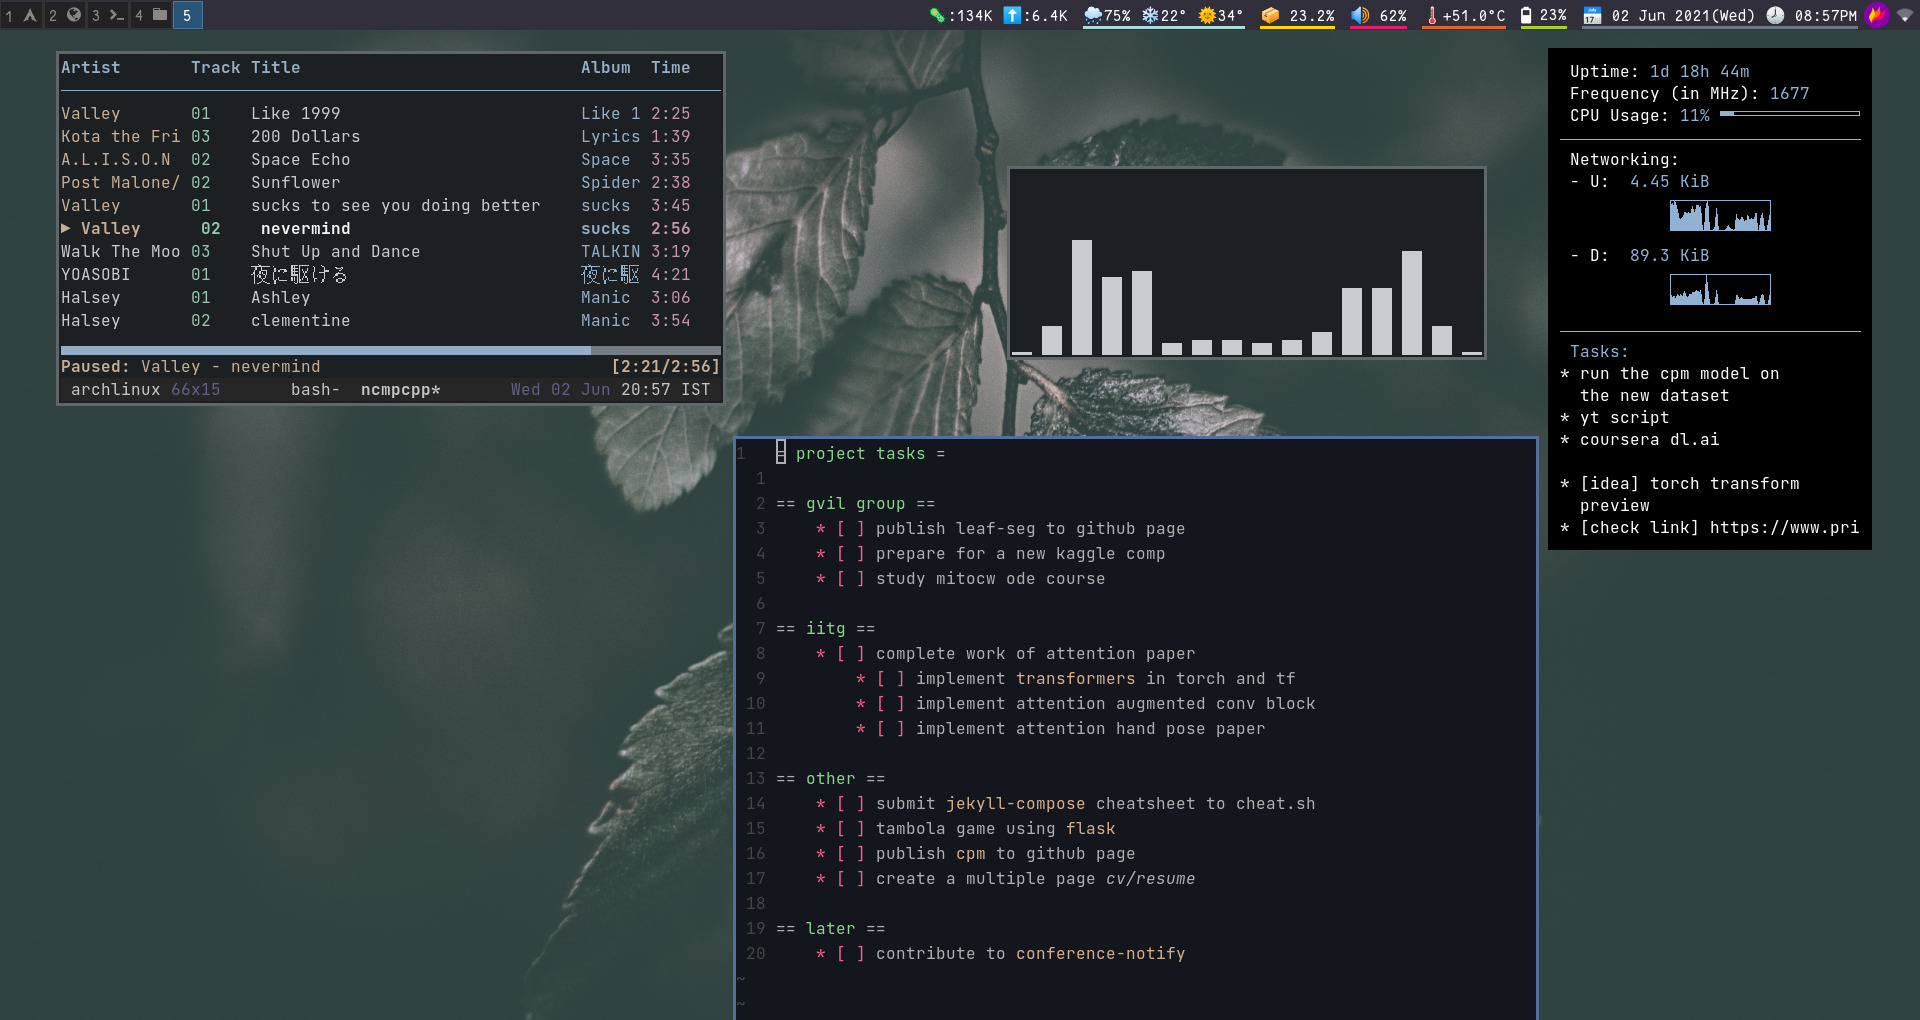 1 2 3 4 5
:134K :6.4K 75% 22° 34° 23.2% 62% +51.0°C 23% 02 Jun 2021(Wed) 08:57PM
Artist Track Title Album Time
Valley 01 Like 1999 Like 1 2:25
Kota the Fri 03 200 Dollars Lyrics 1:39
A.L.I.S.O.N 02 Space Echo Space 3:35
Post Malone/ 02 Sunflower Spider 2:38
Valley 01 sucks to see you doing better sucks 3:45
Valley 02 nevermind sucks 2:56
Walk The Moo 03 Shut Up and Dance TALKIN 3:19
YOASOBI 01 夜に駆ける 夜に駆 4:21
Halsey 01 Ashley Manic 3:06
Halsey 02 clementine Manic 3:54
Paused: Valley - nevermind [2:21/2:56]
archlinux 66x15 bash- ncmpcpp* Wed 02 Jun 20:57 IST
Uptime: 1d 18h 44m
Frequency (in MHz): 1677
CPU Usage: 11%
Networking:
- U: 4.45 KiB
- D: 89.3 KiB
Tasks:
* run the cpm model on
the new dataset
* yt script
* coursera dl.ai
* [idea] torch transform
preview
* [check link] https://www.pri
1 = project tasks =
1
2 == gvil group ==
3 * [ ] publish leaf-seg to github page
4 * [ ] prepare for a new kaggle comp
5 * [ ] study mitocw ode course
6
7 == iitg ==
8 * [ ] complete work of attention paper
9 * [ ] implement transformers in torch and tf
10 * [ ] implement attention augmented conv block
11 * [ ] implement attention hand pose paper
12
13 == other ==
14 * [ ] submit jekyll-compose cheatsheet to cheat.sh
15 * [ ] tambola game using flask
16 * [ ] publish cpm to github page
17 * [ ] create a multiple page cv/resume
18
19 == later ==
20 * [ ] contribute to conference-notify
~
~